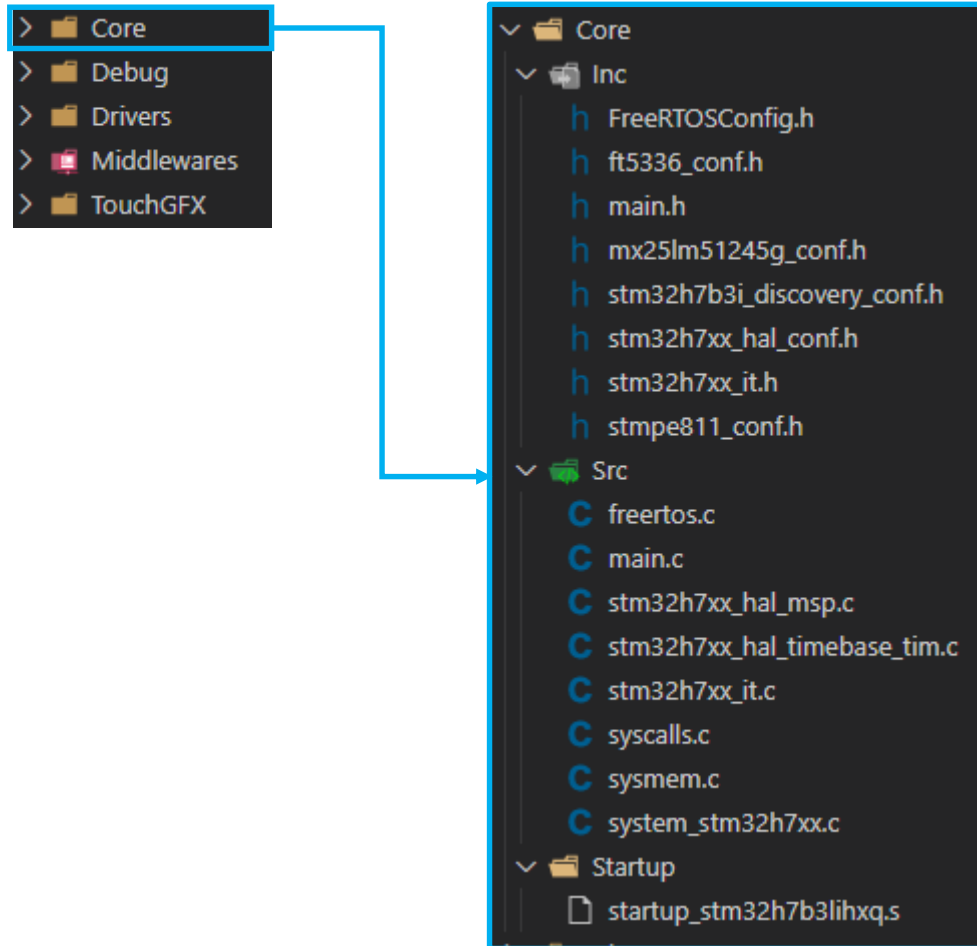 Core
Debug
Drivers
Middlewares
TouchGFX
Core
Inc
h FreeRTOSConfig.h
h ft5336_conf.h
h main.h
h mx25lm51245g_conf.h
h stm32h7b3i_discovery_conf.h
h stm32h7xx_hal_conf.h
h stm32h7xx_it.h
h stmpe811_conf.h
Src
C freertos.c
C main.c
C stm32h7xx_hal_msp.c
C stm32h7xx_hal_timebase_tim.c
C stm32h7xx_it.c
C syscalls.c
C sysmem.c
C system_stm32h7xx.c
Startup
startup_stm32h7b3lihxq.s